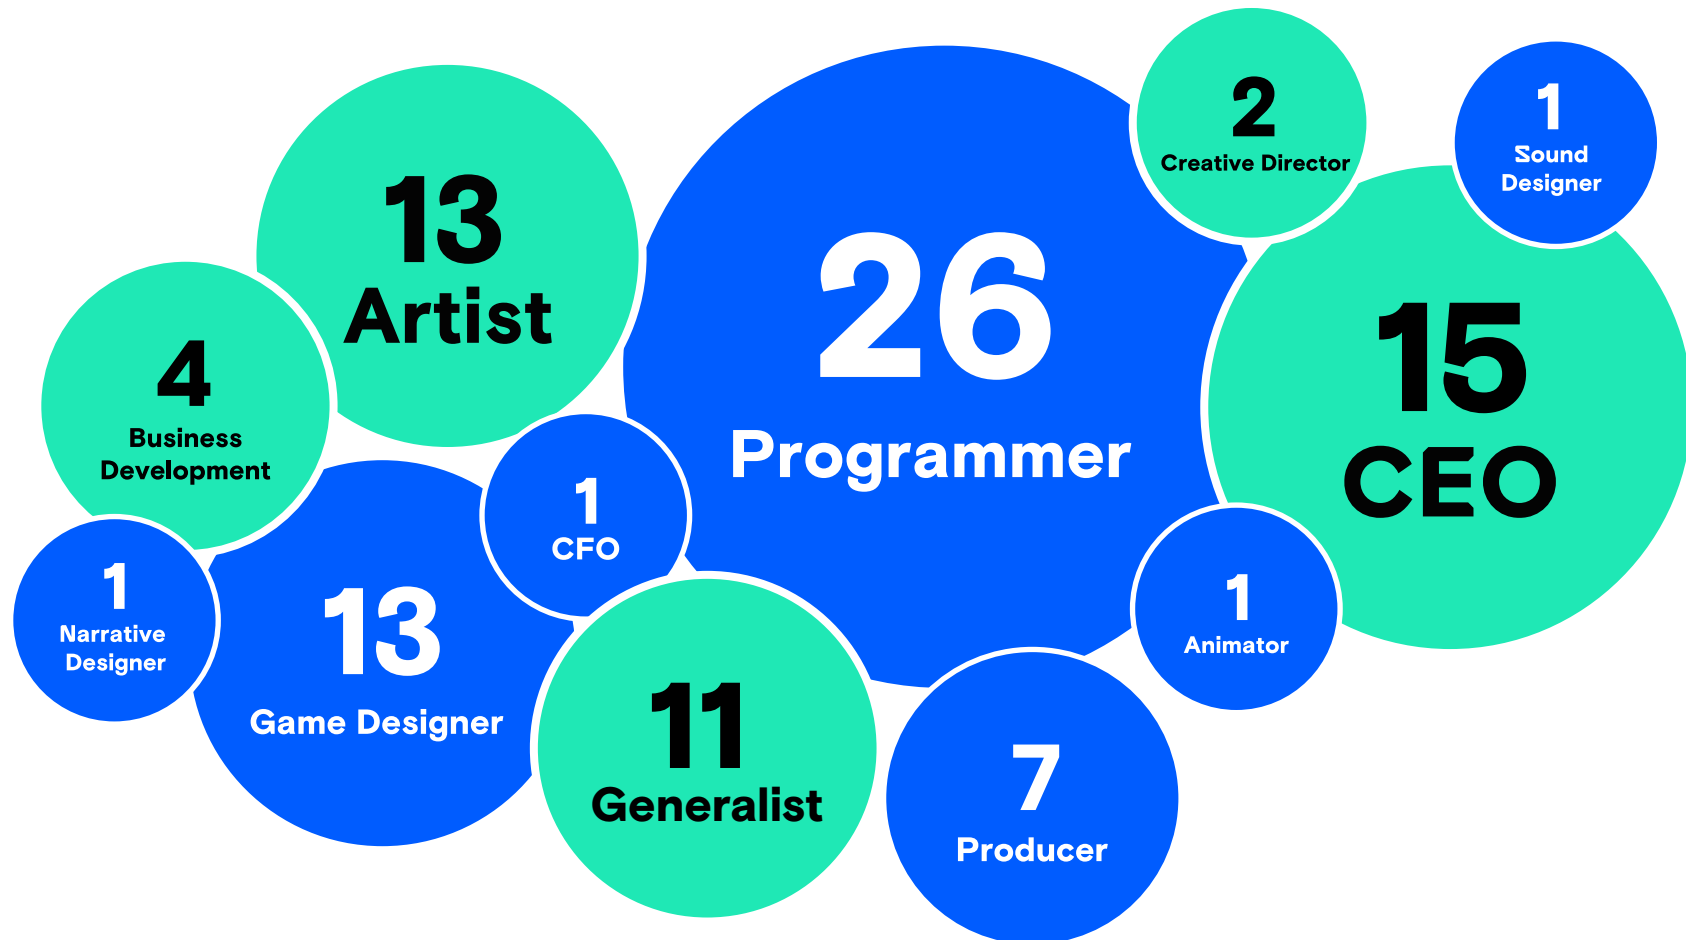 13
Artist
26
Programmer
2
Creative Director
1
Sound
Designer
15
CEO
4
Business
Development
1
CFO
1
Narrative
Designer
13
Game Designer
11
Generalist
7
Producer
1
Animator